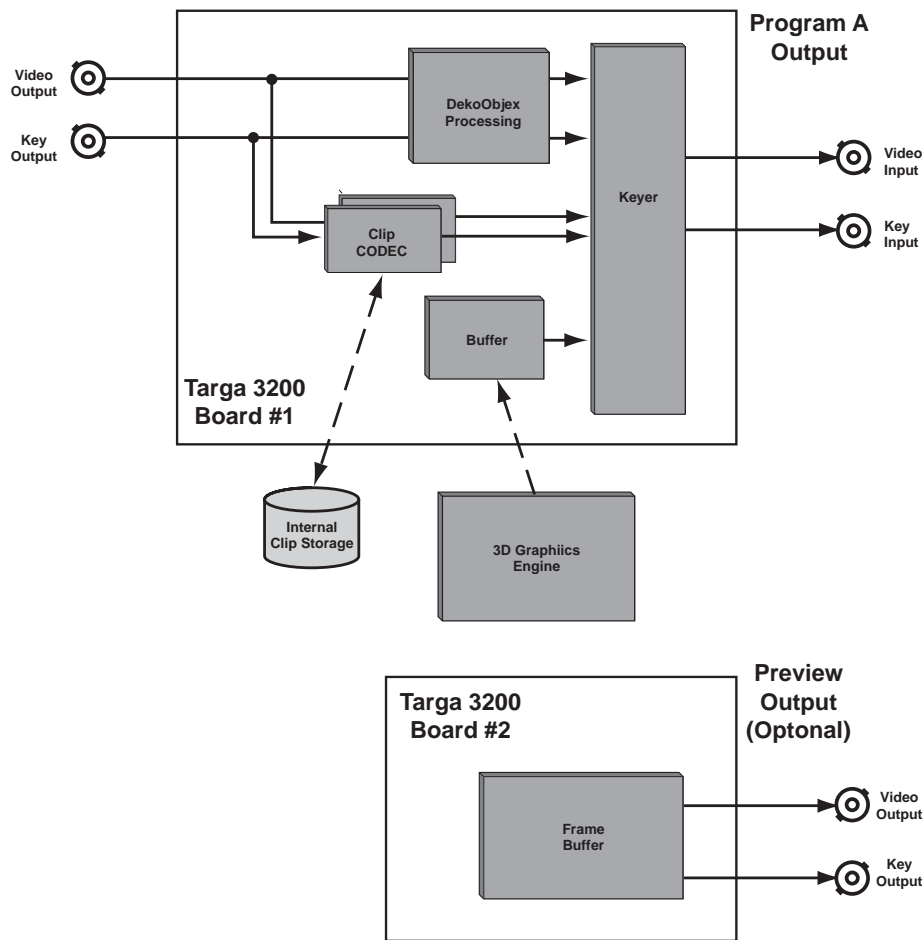 Program A
Output
Video
Output
Key
Output
DekoObjex
Processing
Keyer
Video
Input
Key
Input
Clip
CODEC
Buffer
Targa 3200
Board #1
Internal
Clip Storage
3D Graphiics
Engine
Preview
Output
(Optonal)
Targa 3200
Board #2
Frame
Buffer
Video
Output
Key
Output